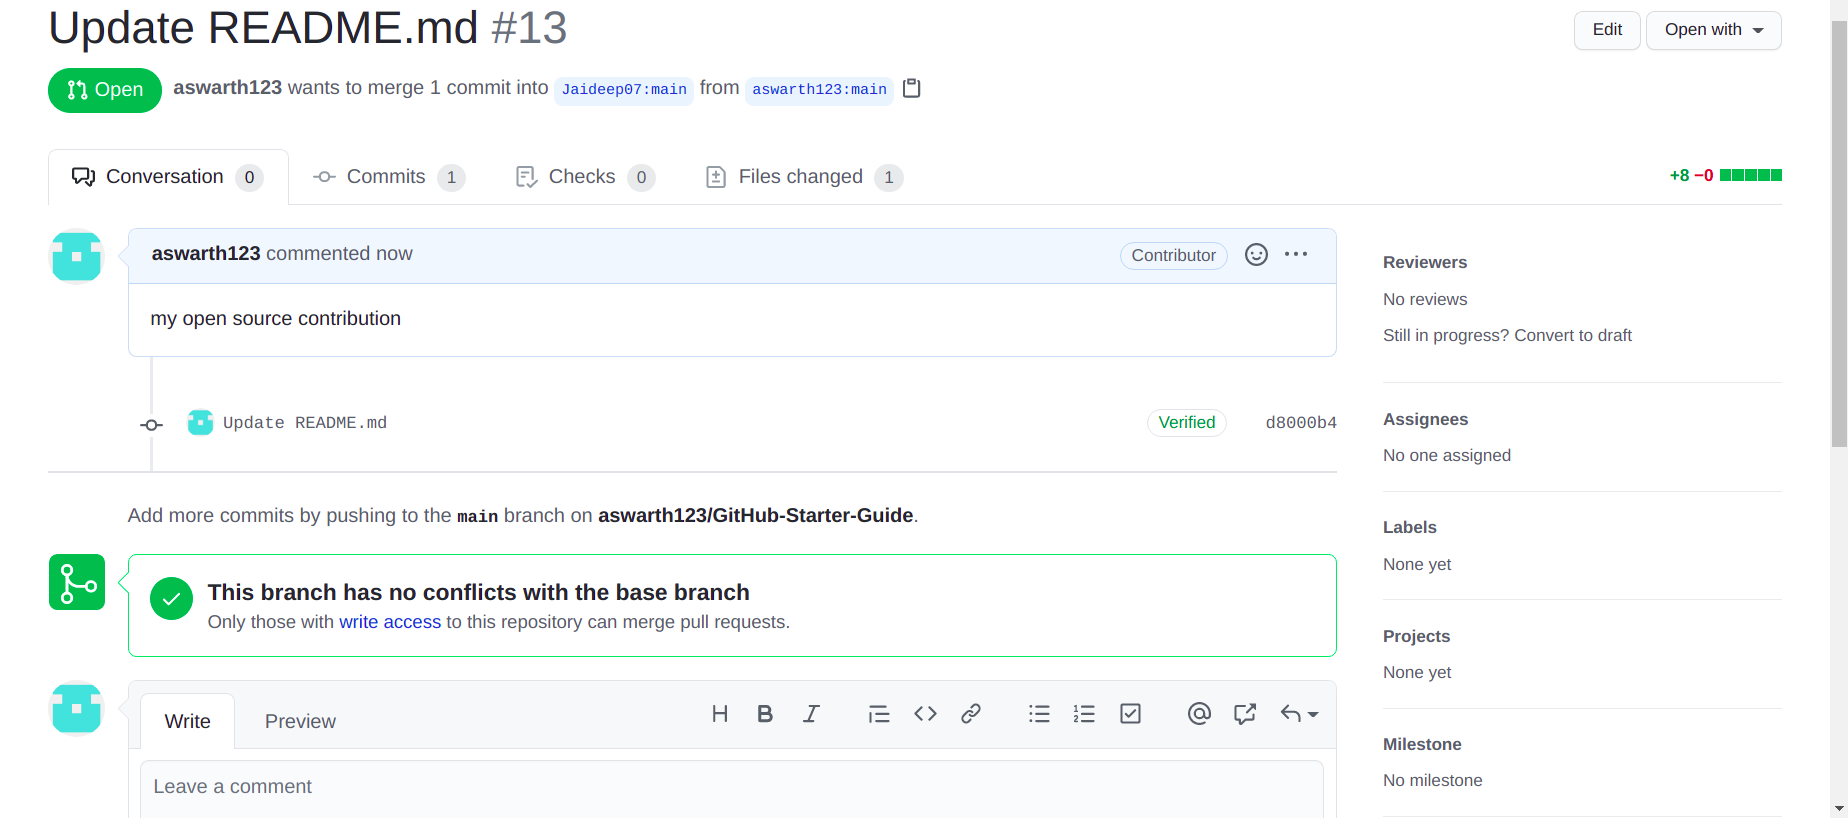 Update README.md #13
Edit
Open with
Open
aswarth123 wants to merge 1 commit into Jaideep07:main from aswarth123:main
Conversation 0
Commits 1
Checks 0
Files changed 1
+8 −0
aswarth123 commented now
Contributor
my open source contribution
Update README.md
Verified
d8000b4
Add more commits by pushing to the main branch on aswarth123/GitHub-Starter-Guide.
This branch has no conflicts with the base branch
Only those with write access to this repository can merge pull requests.
Write
Preview
Leave a comment
Reviewers
No reviews
Still in progress? Convert to draft
Assignees
No one assigned
Labels
None yet
Projects
None yet
Milestone
No milestone